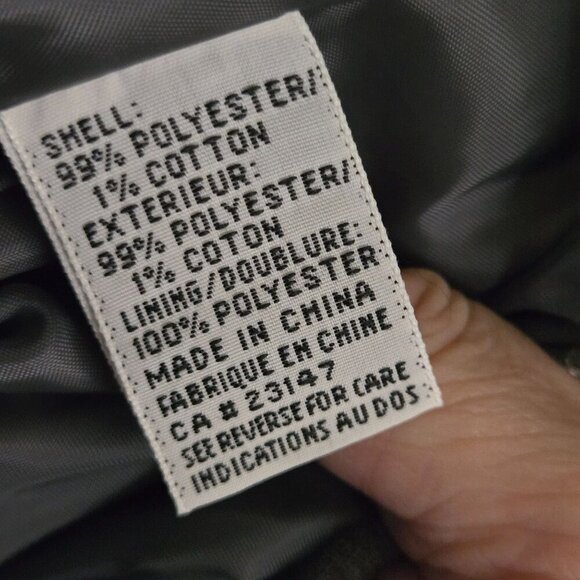 SHELL:
99% POLYESTER/
1% COTTON
EXTERIEUR:
99% POLYESTER/
1% COTON
LINING/DOUBLURE:
100% POLYESTER
MADE IN CHINA
FABRIQUE EN CHINE
CA # 23147
SEE REVERSE FOR CARE
INDICATIONS AU DOS